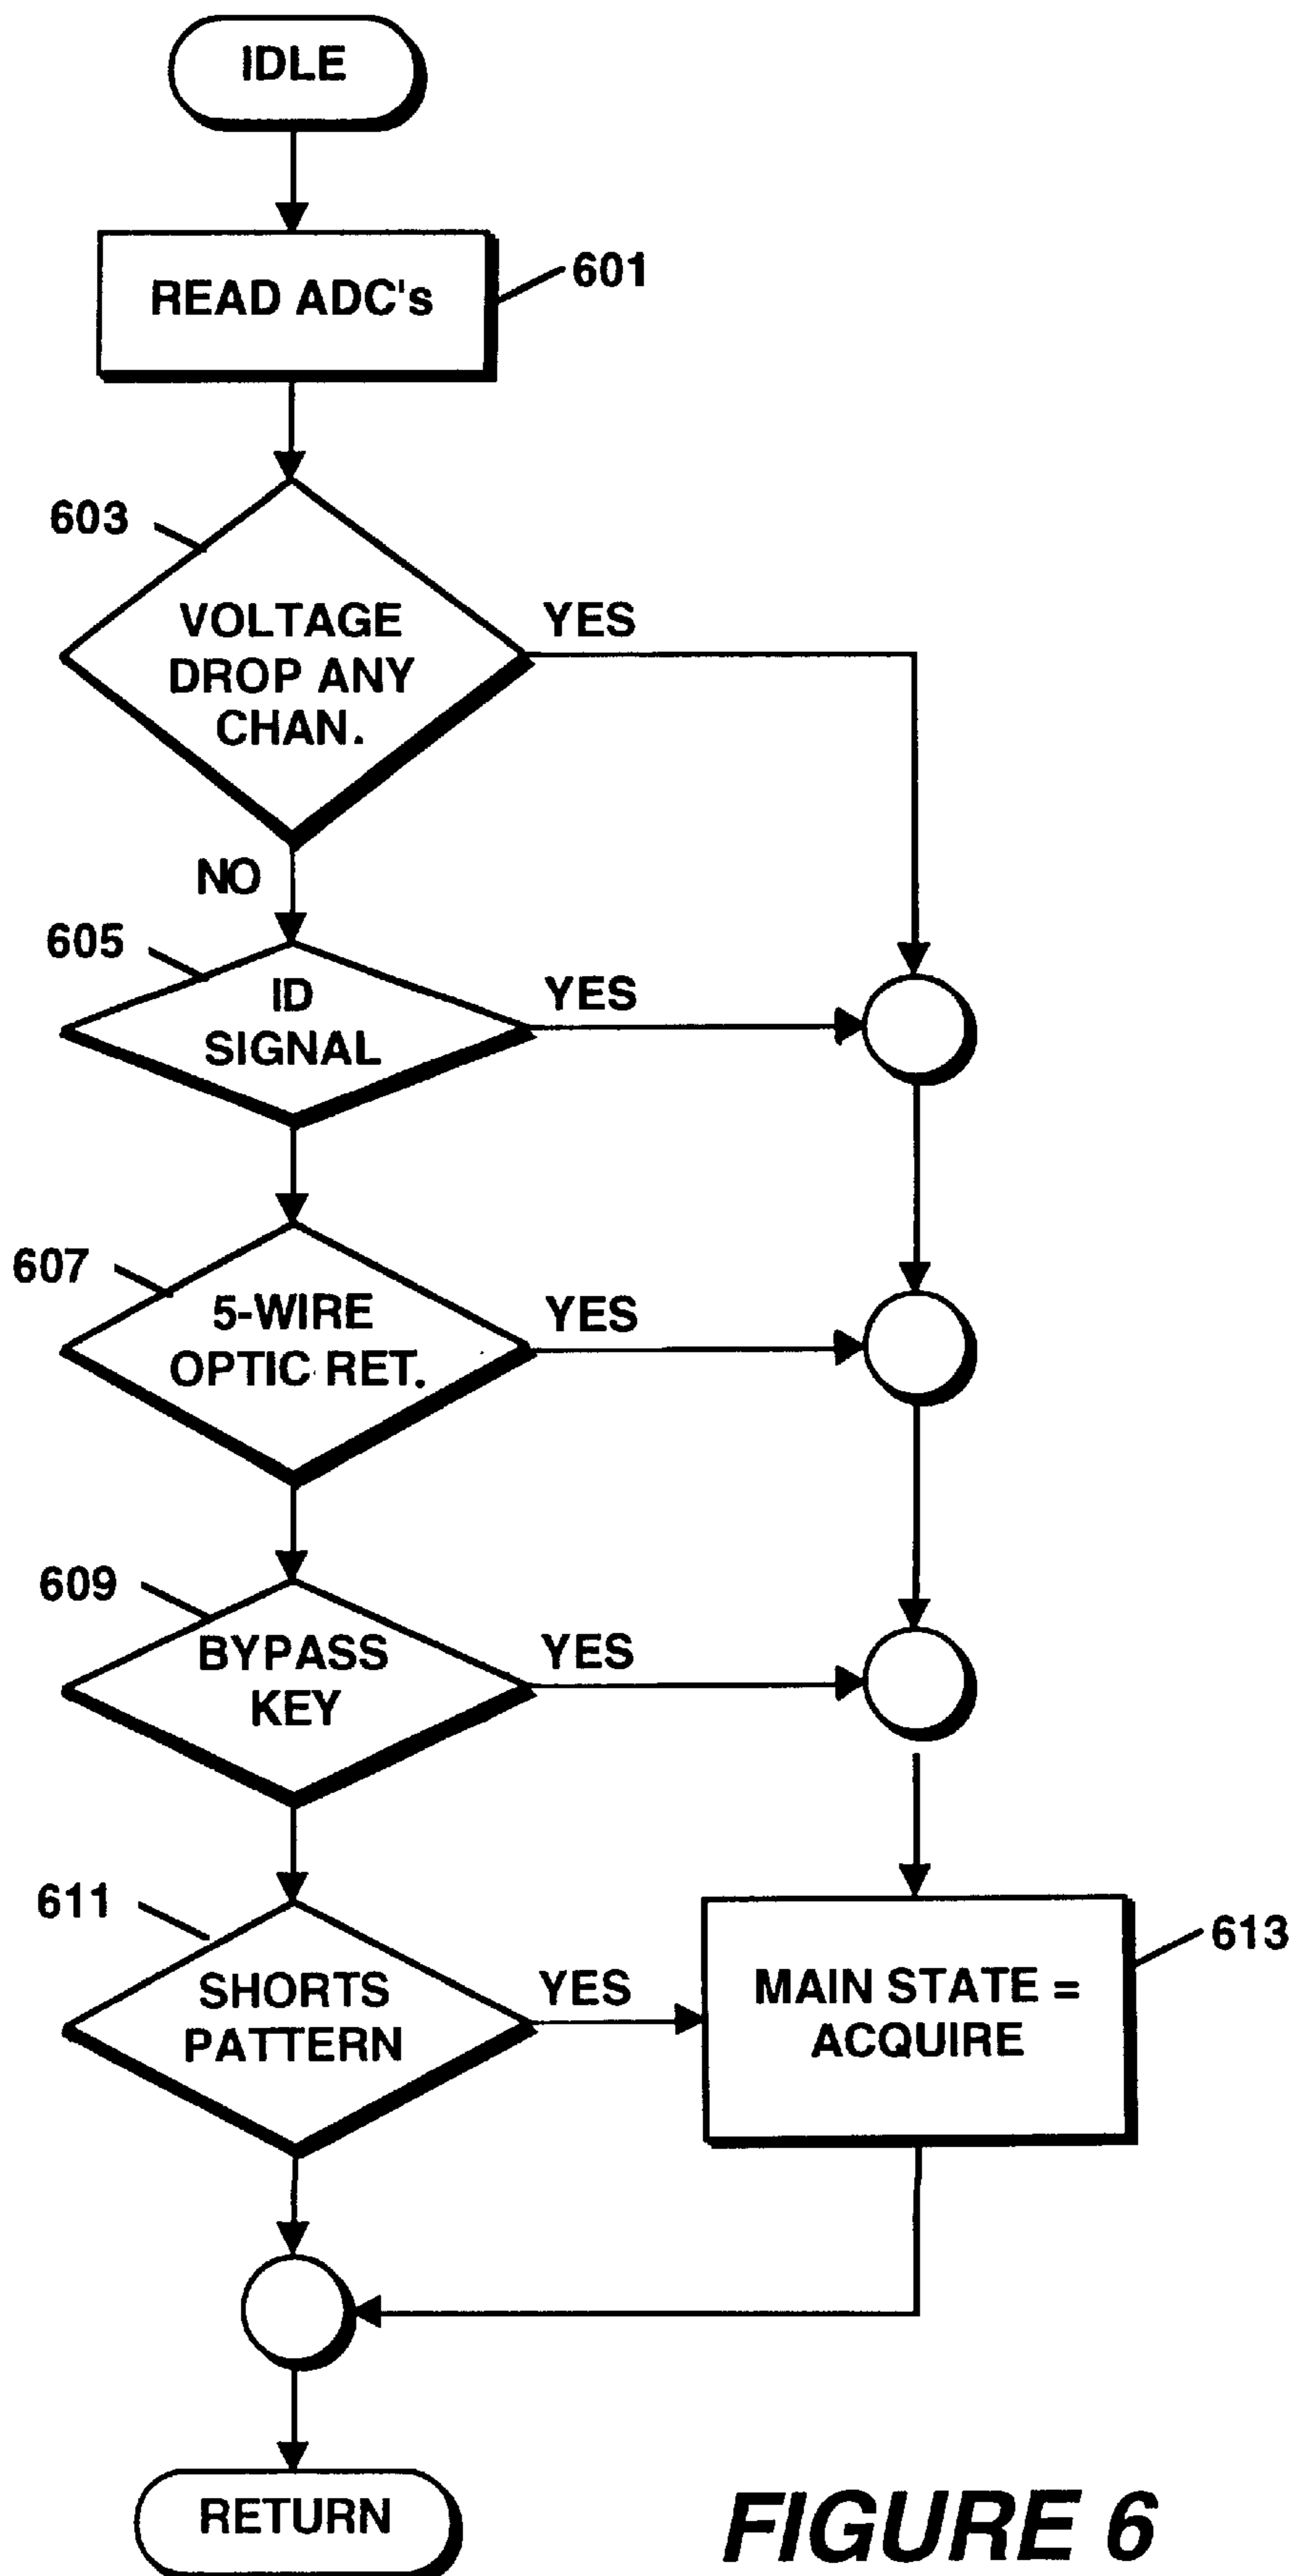 IDLE
READ ADC's
601
603
VOLTAGE
DROP ANY
CHAN.
YES
NO
605
ID
SIGNAL
YES
607
5-WIRE
OPTIC RET.
YES
609
BYPASS
KEY
YES
611
SHORTS
PATTERN
YES
MAIN STATE =
ACQUIRE
613
RETURN
FIGURE 6